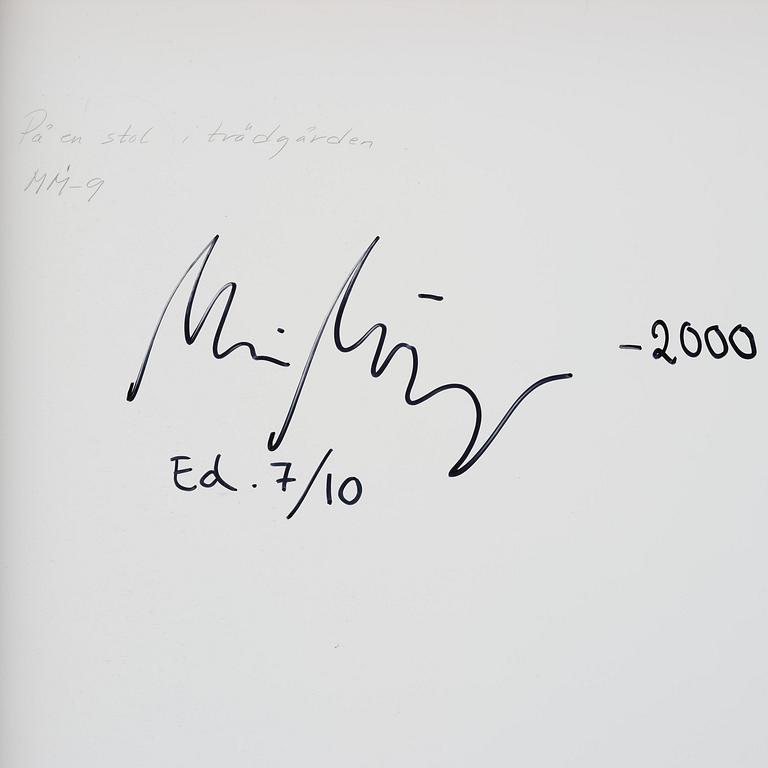 På en stol i trädgården
MM-9
-2000
Ed. 7/10